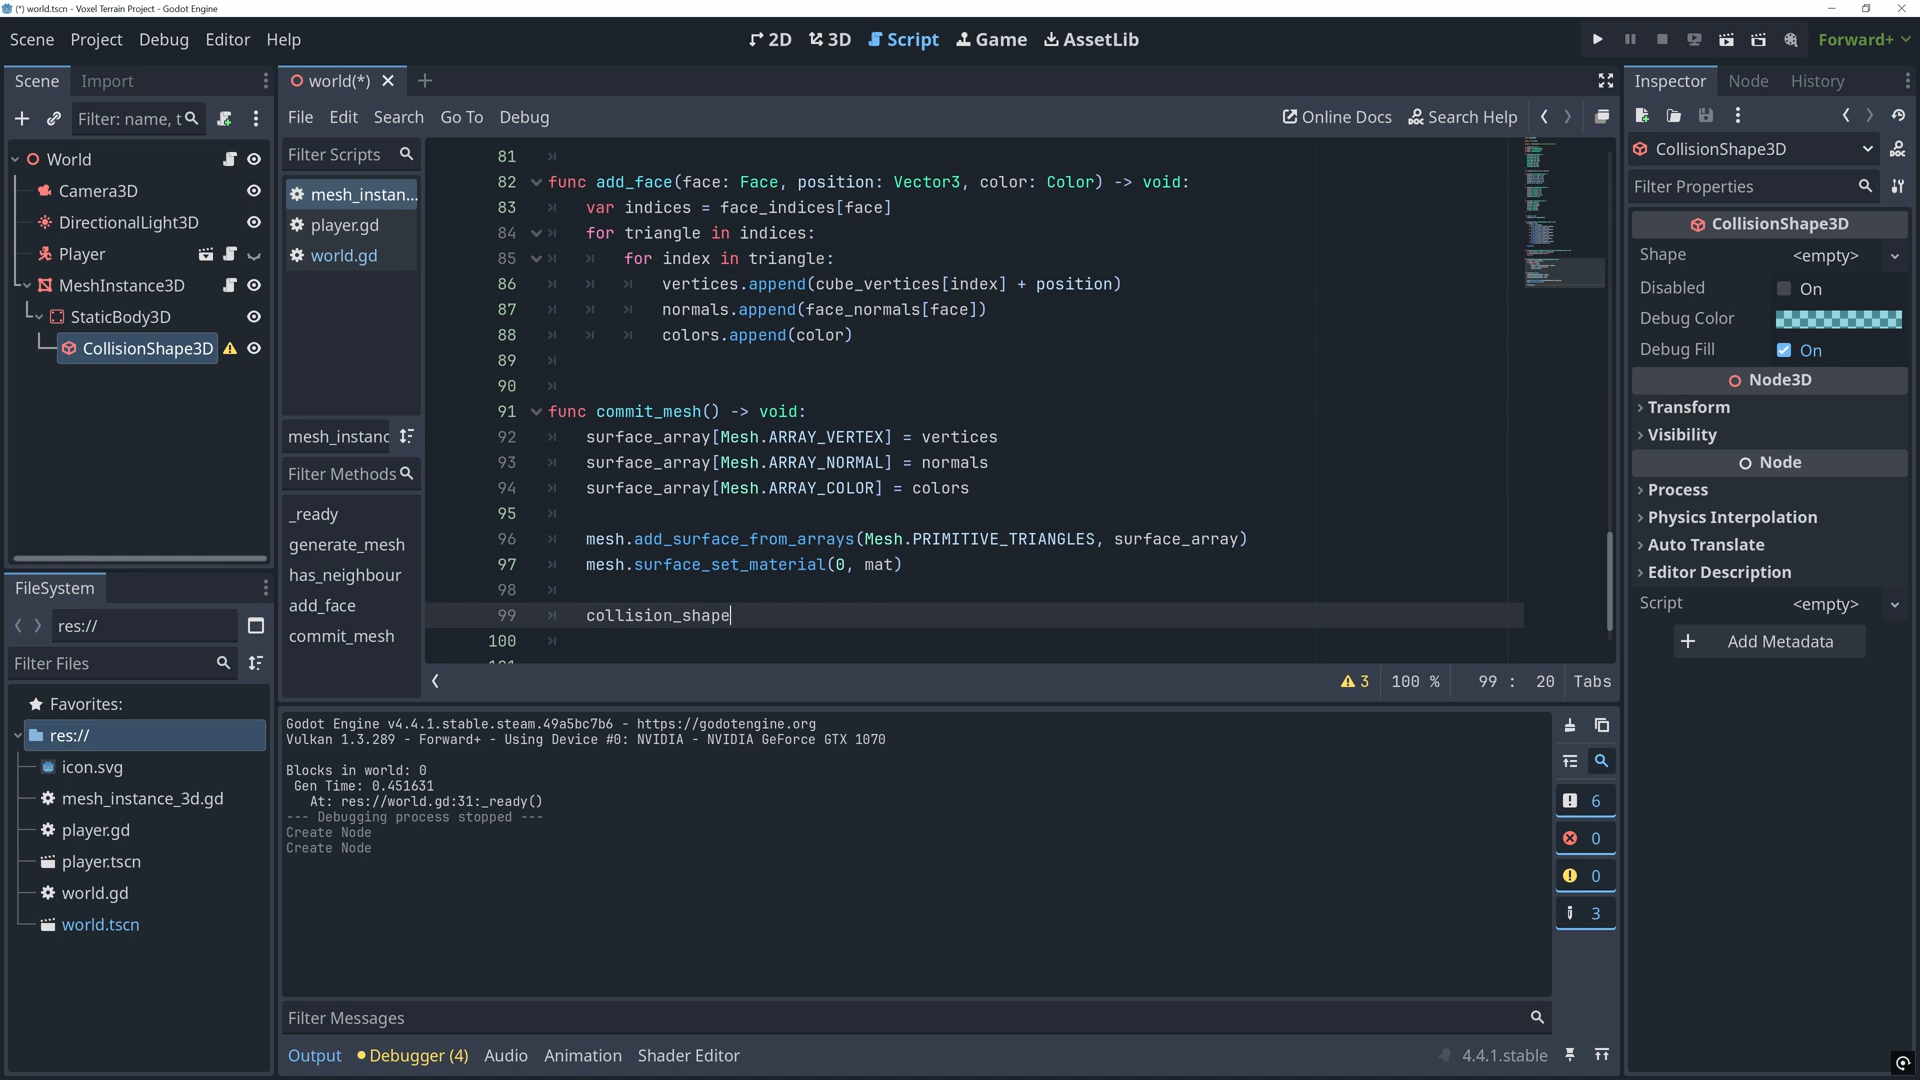 (*) world.tscn - Voxel Terrain Project - Godot Engine
Scene Project Debug Editor Help
2D 3D Script Game AssetLib
Forward+
Scene Import
Filter: name, t
World
Camera3D
DirectionalLight3D
Player
MeshInstance3D
StaticBody3D
CollisionShape3D
FileSystem
res://
Filter Files
Favorites:
res://
icon.svg
mesh_instance_3d.gd
player.gd
player.tscn
world.gd
world.tscn
world(*)
File Edit Search Go To Debug
Online Docs Search Help
Filter Scripts
mesh_instan...
player.gd
world.gd
mesh_instanc
Filter Methods
_ready
generate_mesh
has_neighbour
add_face
commit_mesh
81
82 func add_face(face: Face, position: Vector3, color: Color) -> void:
83 var indices = face_indices[face]
84 for triangle in indices:
85 for index in triangle:
86 vertices.append(cube_vertices[index] + position)
87 normals.append(face_normals[face])
88 colors.append(color)
89
90
91 func commit_mesh() -> void:
92 surface_array[Mesh.ARRAY_VERTEX] = vertices
93 surface_array[Mesh.ARRAY_NORMAL] = normals
94 surface_array[Mesh.ARRAY_COLOR] = colors
95
96 mesh.add_surface_from_arrays(Mesh.PRIMITIVE_TRIANGLES, surface_array)
97 mesh.surface_set_material(0, mat)
98
99 collision_shape
100
3 100 % 99 : 20 Tabs
Godot Engine v4.4.1.stable.steam.49a5bc7b6 - https://godotengine.org
Vulkan 1.3.289 - Forward+ - Using Device #0: NVIDIA - NVIDIA GeForce GTX 1070
Blocks in world: 0
Gen Time: 0.451631
At: res://world.gd:31:_ready()
--- Debugging process stopped ---
Create Node
Create Node
6
0
0
3
Filter Messages
Output Debugger (4) Audio Animation Shader Editor
4.4.1.stable
Inspector Node History
CollisionShape3D
Filter Properties
CollisionShape3D
Shape <empty>
Disabled On
Debug Color
Debug Fill On
Node3D
Transform
Visibility
Node
Process
Physics Interpolation
Auto Translate
Editor Description
Script <empty>
Add Metadata